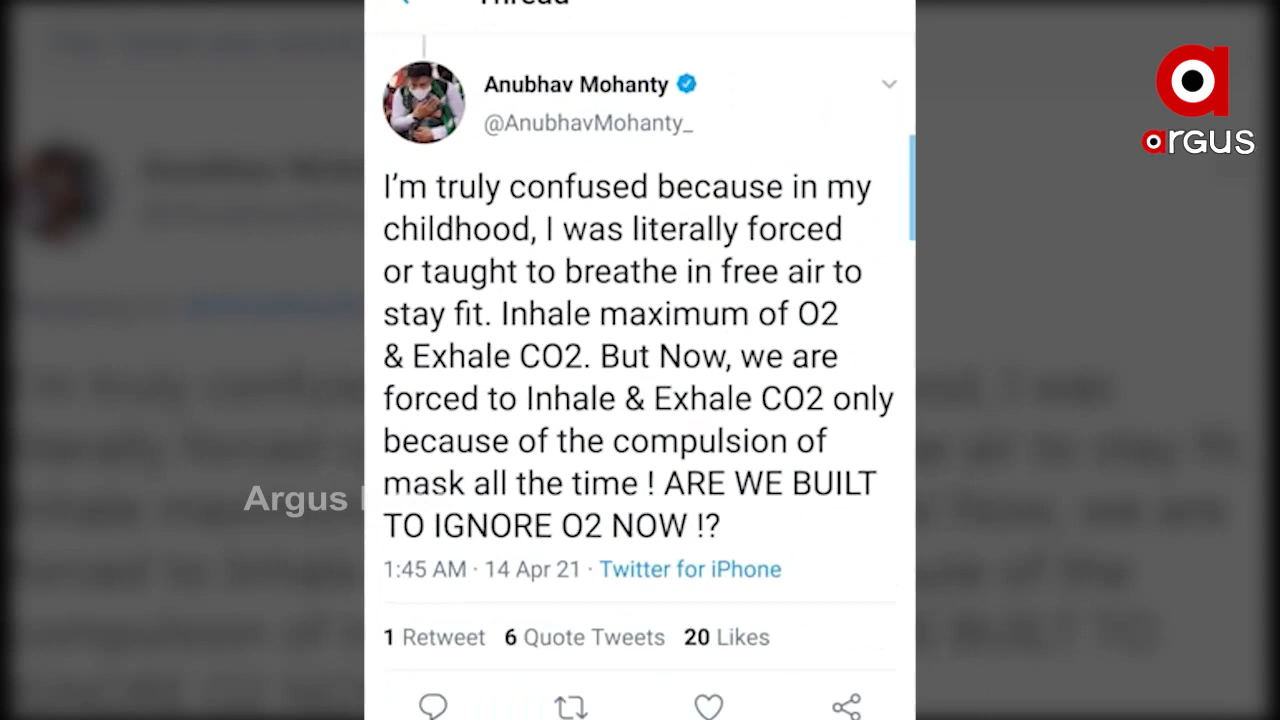 Thread
Anubhav Mohanty
@AnubhavMohanty_
I'm truly confused because in my
childhood, I was literally forced
or taught to breathe in free air to
stay fit. Inhale maximum of O2
& Exhale CO2. But Now, we are
forced to Inhale & Exhale CO2 only
because of the compulsion of
mask all the time ! ARE WE BUILT
TO IGNORE O2 NOW !?
1:45 AM · 14 Apr 21 · Twitter for iPhone
1 Retweet 6 Quote Tweets 20 Likes
a
argus
Argus